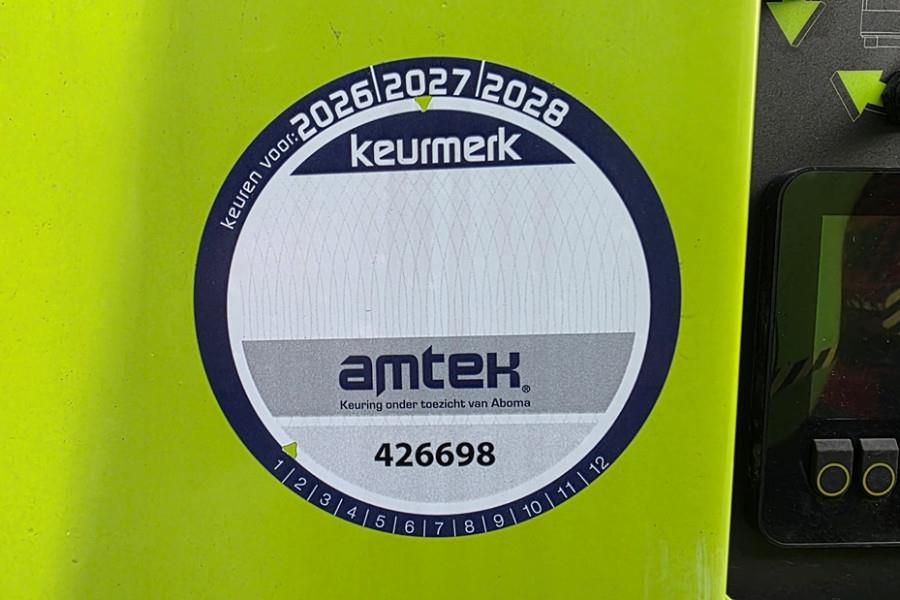 keuren voor: 2026 | 2027 | 2028
keurmerk
amtek®
Keuring onder toezicht van Aboma
426698
1 | 2 | 3 | 4 | 5 | 6 | 7 | 8 | 9 | 10 | 11 | 12